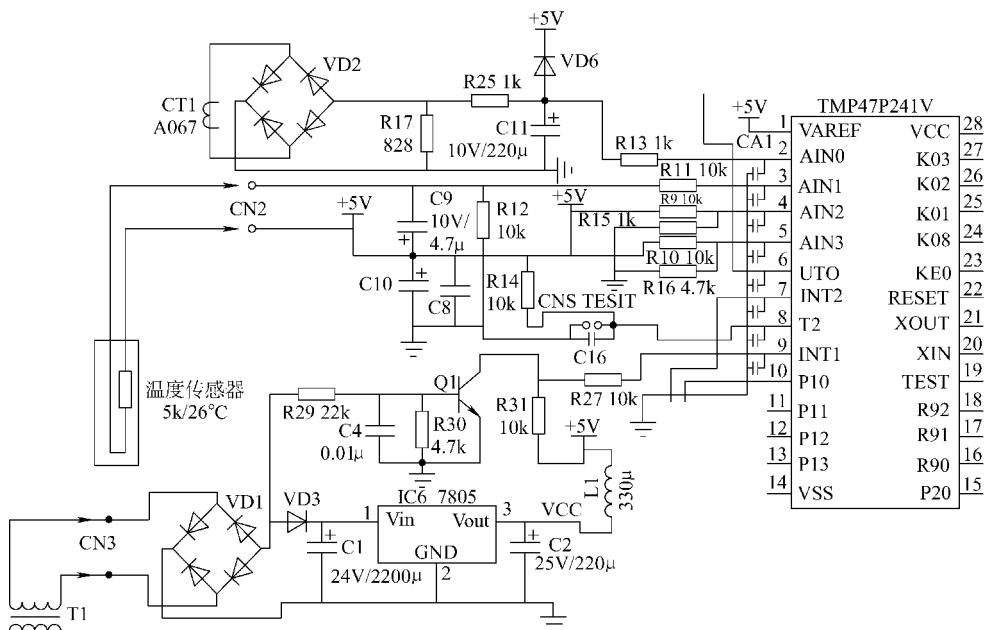 +5V
VD6
VD2
CT1
A067
R25 1k
R17
828
C11
10V/220μ
R13 1k
+5V
CA1
TMP47P241V
1 VAREF
2 AIN0
3 AIN1
4 AIN2
5 AIN3
6 UTO
7 INT2
8 T2
9 INT1
10 P10
11 P11
12 P12
13 P13
14 VSS
VCC 28
K03 27
K02 26
K01 25
K08 24
KE0 23
RESET 22
XOUT 21
XIN 20
TEST 19
R92 18
R91 17
R90 16
P20 15
CN2
+5V
C9
10V/
4.7μ
R12
10k
+5V
R11 10k
R9 10k
R15 1k
R10 10k
R16 4.7k
C10
C8
R14
10k
CNS TESIT
C16
温度传感器
5k/26℃
R29 22k
Q1
C4
0.01μ
R30
4.7k
R31
10k
R27 10k
+5V
L1
330μ
CN3
T1
VD1
VD3
C1
24V/2200μ
IC6 7805
1 Vin
Vout 3
GND
2
VCC
C2
25V/220μ